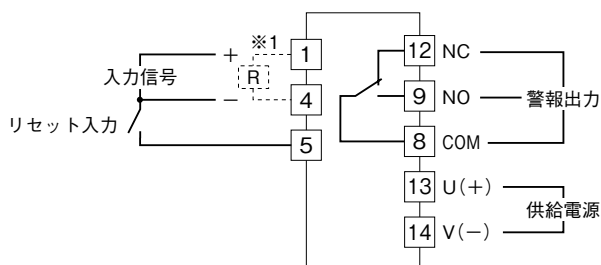 + ※1 1
入力信号 R
− 4
リセット入力 5
12 NC
9 NO 警報出力
8 COM
13 U(+)
供給電源
14 V(−)